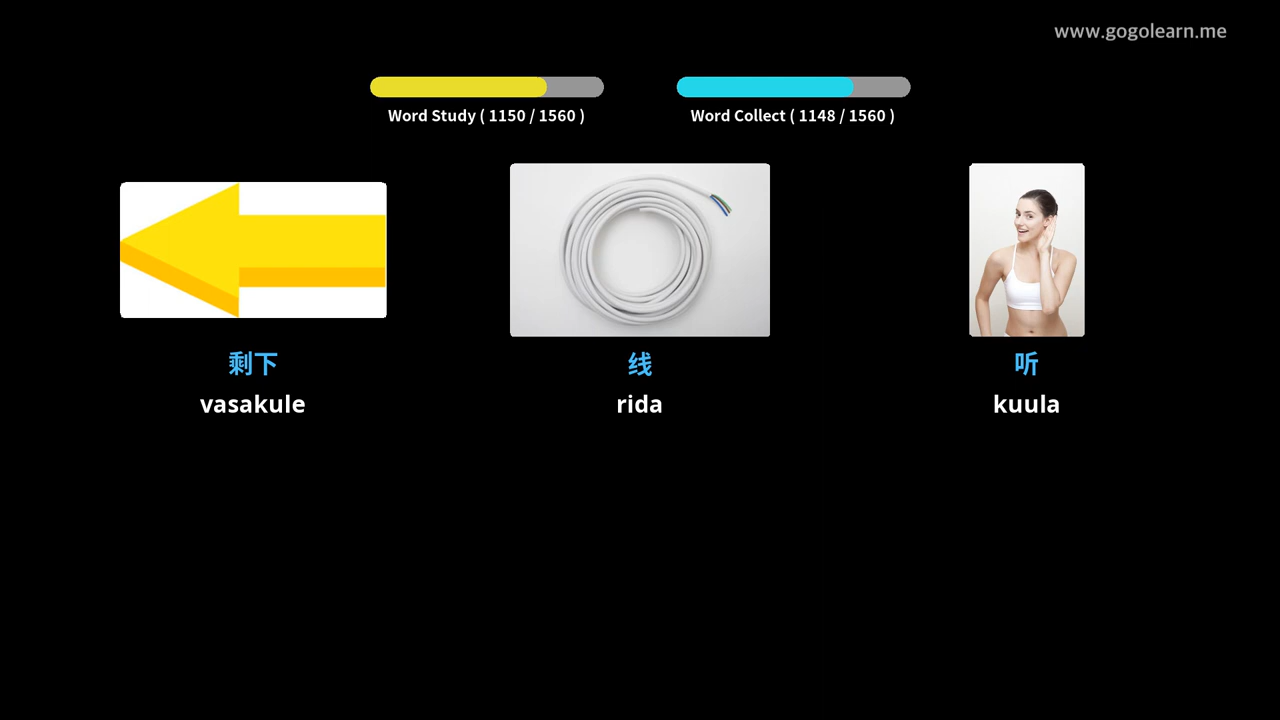 www.gogolearn.me
Word Study ( 1150 / 1560 )
Word Collect ( 1148 / 1560 )
剩下
vasakule
线
rida
听
kuula